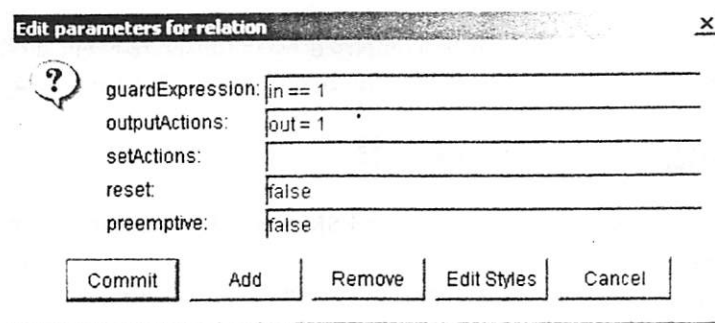 Edit parameters for relation
×
?
guardExpression: in == 1
outputActions: out = 1
setActions:
reset: false
preemptive: false
Commit Add Remove Edit Styles Cancel